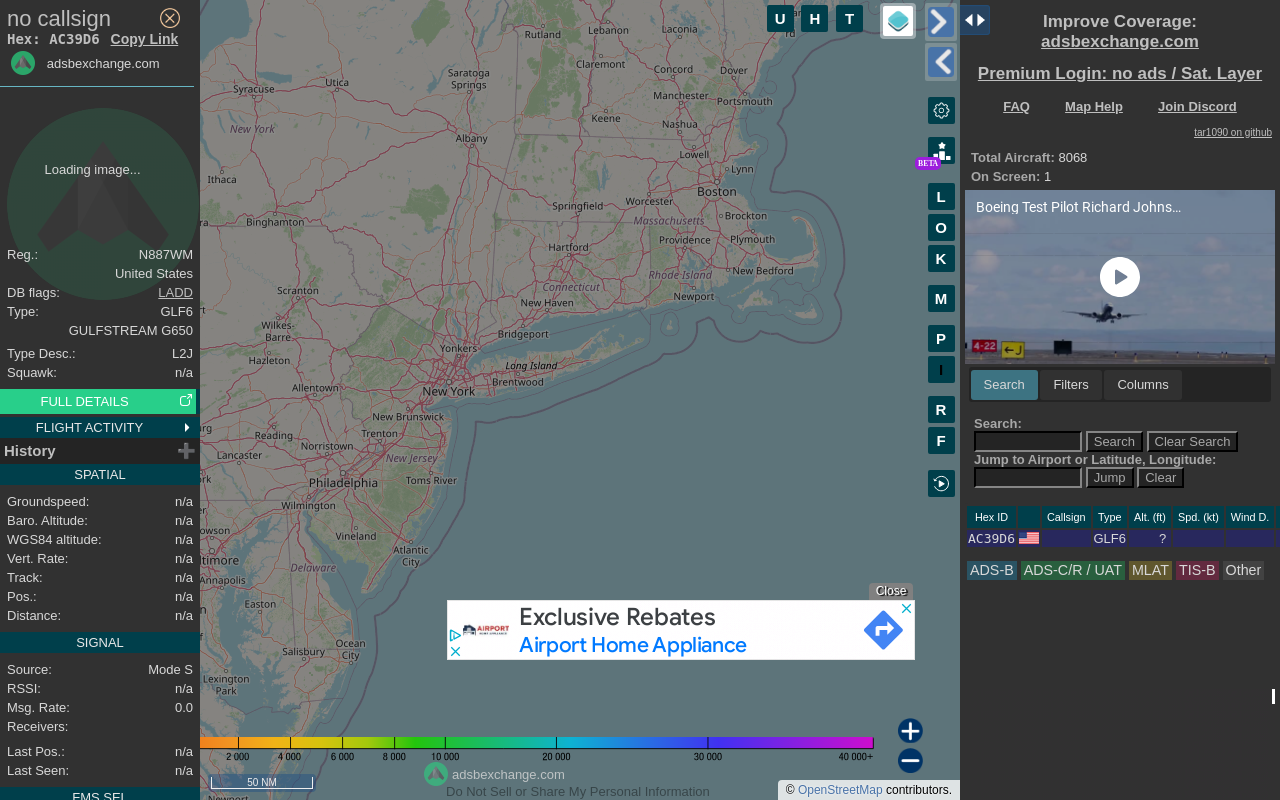 no callsign
Hex: AC39D6 Copy Link
adsbexchange.com
Loading image...
Reg.: N887WM
United States
DB flags: LADD
Type: GLF6
GULFSTREAM G650
Type Desc.: L2J
Squawk: n/a
FULL DETAILS
FLIGHT ACTIVITY
History
SPATIAL
Groundspeed: n/a
Baro. Altitude: n/a
WGS84 altitude: n/a
Vert. Rate: n/a
Track: n/a
Pos.: n/a
Distance: n/a
SIGNAL
Source: Mode S
RSSI: n/a
Msg. Rate: 0.0
Receivers:
Last Pos.: n/a
Last Seen: n/a
FMS SEL
U H T
Rutland
Lebanon
Laconia
Claremont
Concord
Dover
Saratoga
Springs
Utica
Syracuse
Manchester
Portsmouth
Keene
Nashua
New York
Albany
Lowell
Lynn
Ithaca
Boston
Worcester
Springfield
Massachusetts
Brockton
Binghamton
Hartford
Providence
Plymouth
New Bedford
Rhode Island
Connecticut
Newport
Scranton
New Haven
Wilkes-
Barre
Bridgeport
Yonkers
Hazleton
Long Island
Brentwood
Allentown
New York
New Brunswick
Reading
Trenton
Norristown
Lancaster
New Jersey
Philadelphia
Toms River
Wilmington
Vineland
Atlantic
City
Annapolis
Delaware
Easton
Ocean
City
Salisbury
Lexington
Park
BETA
L
O
K
M
P
I
R
F
Close
Exclusive Rebates
Airport Home Appliance
AIRPORT
HOME APPLIANCE
2 000 4 000 6 000 8 000 10 000 20 000 30 000 40 000+
50 NM
adsbexchange.com
Do Not Sell or Share My Personal Information
© OpenStreetMap contributors.
Improve Coverage:
adsbexchange.com
Premium Login: no ads / Sat. Layer
FAQ Map Help Join Discord
tar1090 on github
Total Aircraft: 8068
On Screen: 1
Boeing Test Pilot Richard Johns…
4-22 J
Search Filters Columns
Search:
Search Clear Search
Jump to Airport or Latitude, Longitude:
Jump Clear
Hex ID Callsign Type Alt. (ft) Spd. (kt) Wind D.
AC39D6 GLF6 ?
ADS-B ADS-C/R / UAT MLAT TIS-B Other